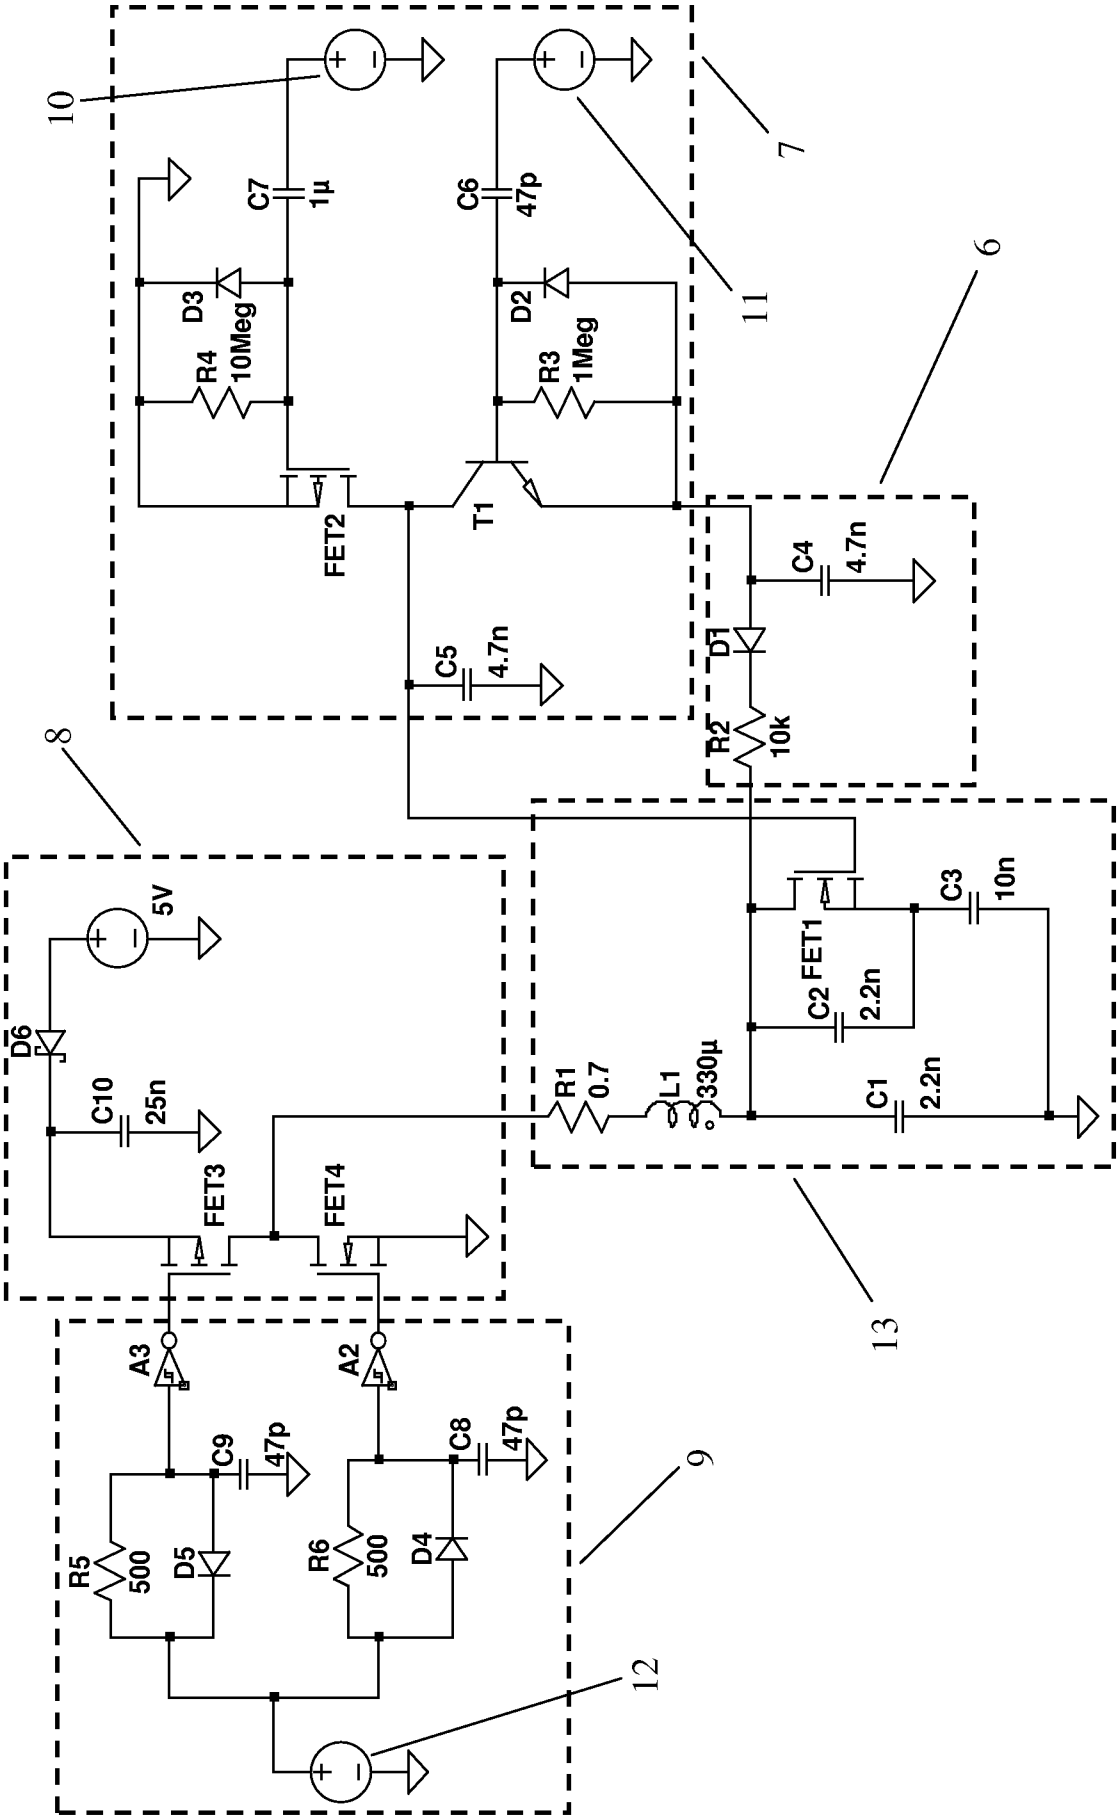 10
7
C7
1µ
D3
R4
10Meg
C6
47p
D2
R3
1Meg
11
6
FET2
T1
C4
4.7n
D1
R2
10k
C5
4.7n
8
5V
D6
C10
25n
FET3
FET4
FET1
C3
10n
C2
2.2n
R1
0.7
L1
330µ
C1
2.2n
13
A3
A2
C9
47p
C8
47p
R5
500
D5
R6
500
D4
9
12